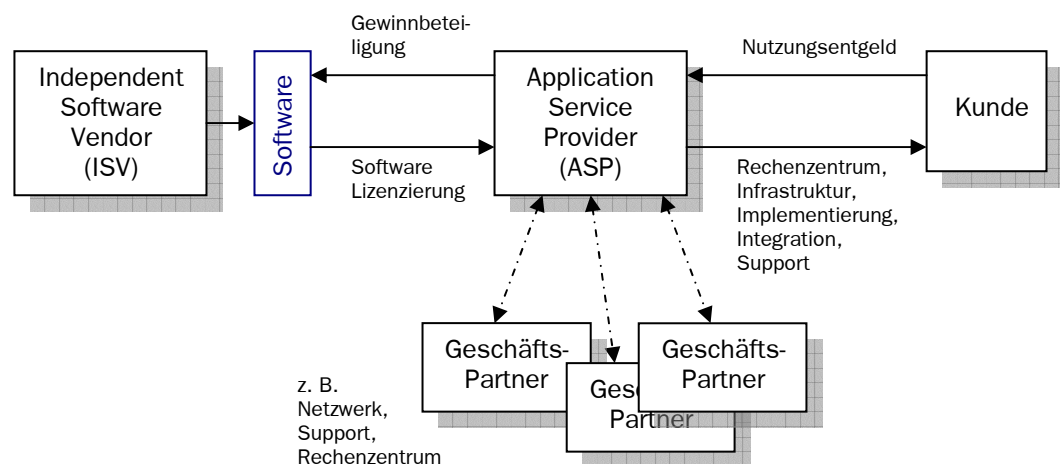 Gewinnbetei-
ligung
Nutzungsentgeld
Independent
Software
Vendor
(ISV)
Software
Application
Service
Provider
(ASP)
Kunde
Software
Lizenzierung
Rechenzentrum,
Infrastruktur,
Implementierung,
Integration,
Support
Geschäfts-
Partner
Ges
Partner
Geschäfts-
Partner
z. B.
Netzwerk,
Support,
Rechenzentrum